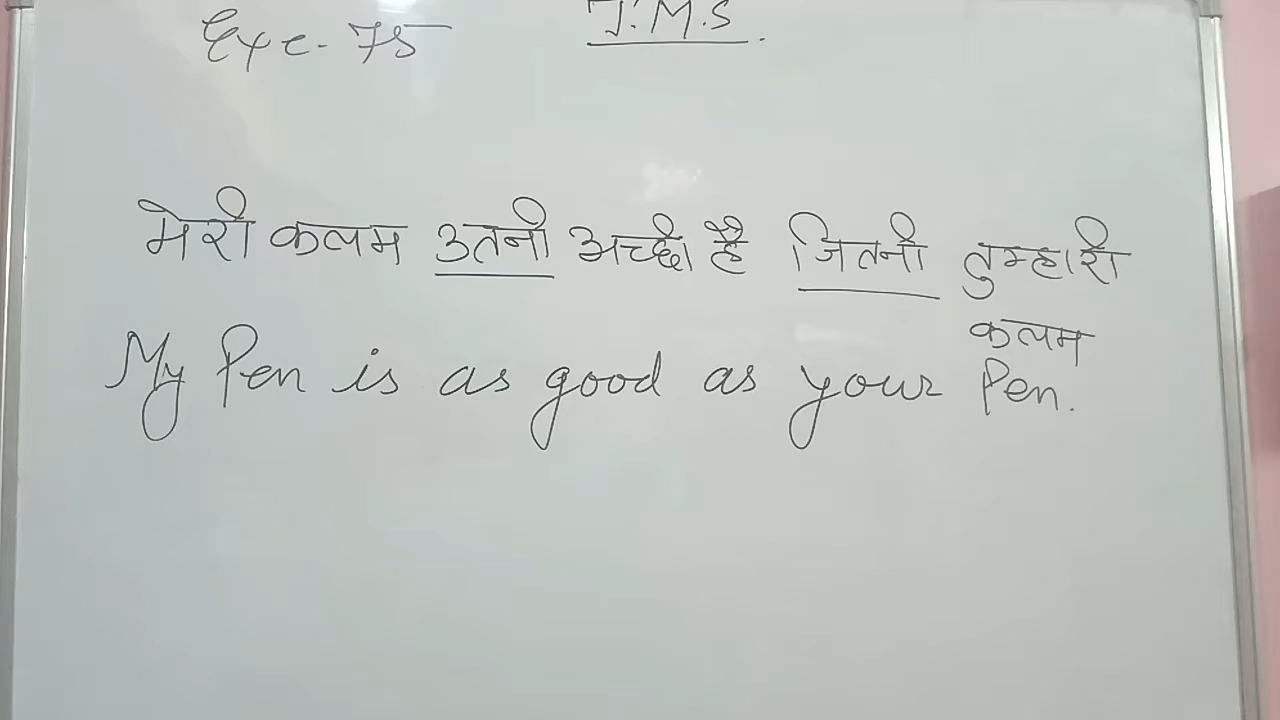 Exe- 75 J.M.S.
मेरी कलम उतनी अच्छी है जितनी तुम्हारी
कलम
My Pen is as good as your Pen.